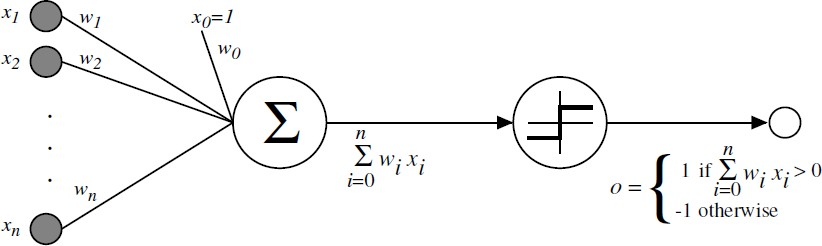 x1 w1
x0=1
w0
x2 w2
.
.
.
wn
xn
Σ
n
Σ wi xi
i=0
n
o = { 1 if Σ wi xi > 0
i=0
-1 otherwise